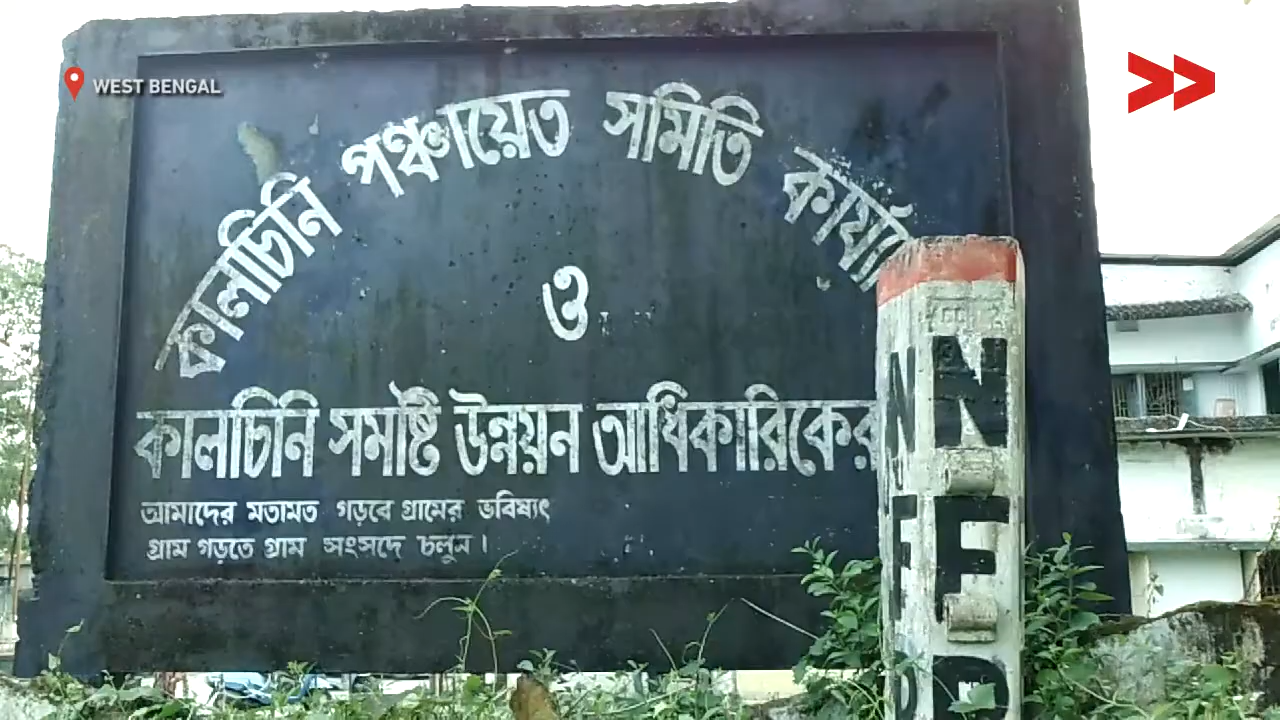 WEST BENGAL
কালচিনি পঞ্চায়েত সমিতি
ও
কালচিনি সমষ্টি উন্নয়ন আধিকারিকের
আমাদের মতামত গড়বে গ্রামের ভবিষ্যৎ
গ্রাম গড়তে গ্রাম সংসদে চলুন।
N N
F F